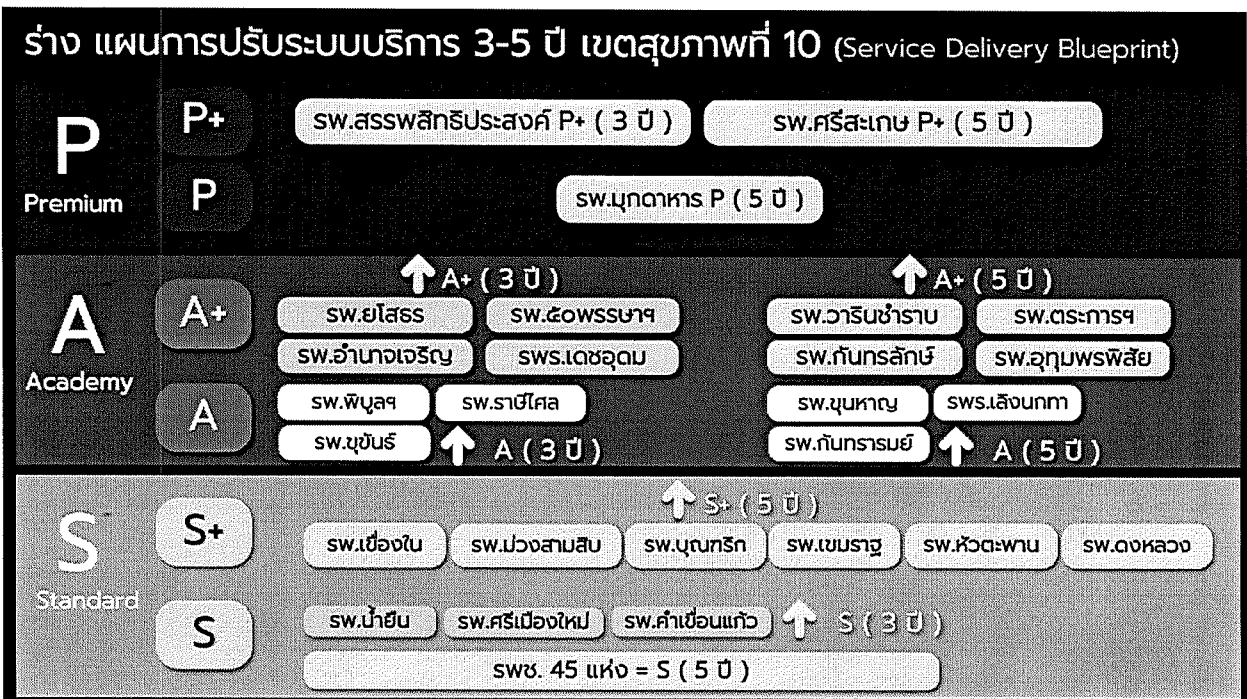 ร่าง แผนการปรับระบบบริการ 3-5 ปี เขตสุขภาพที่ 10 (Service Delivery Blueprint)
P
Premium
P+
รพ.สรรพสิทธิประสงค์ P+ ( 3 ปี )
รพ.ศรีสะเกษ P+ ( 5 ปี )
P
รพ.มุกดาหาร P ( 5 ปี )
A
Academy
A+
A+ ( 3 ปี )
A+ ( 5 ปี )
รพ.ยโสธร
รพ.๕๐พรรษาฯ
รพ.วารินชำราบ
รพ.ตระการฯ
รพ.อำนาจเจริญ
รพร.เดชอุดม
รพ.กันทรลักษ์
รพ.อุทุมพรพิสัย
A
รพ.พิบูลฯ
รพ.ราษีไศล
รพ.ขุนหาญ
รพร.เลิงนกทา
รพ.ขุขันธ์
A ( 3 ปี )
รพ.กันทรารมย์
A ( 5 ปี )
S
Standard
S+
S+ ( 5 ปี )
รพ.เขื่องใน
รพ.ม่วงสามสิบ
รพ.บุณฑริก
รพ.เขมราฐ
รพ.หัวตะพาน
รพ.ดงหลวง
S
รพ.น้ำยืน
รพ.ศรีเมืองใหม่
รพ.คำเขื่อนแก้ว
S ( 3 ปี )
รพช. 45 แห่ง = S ( 5 ปี )